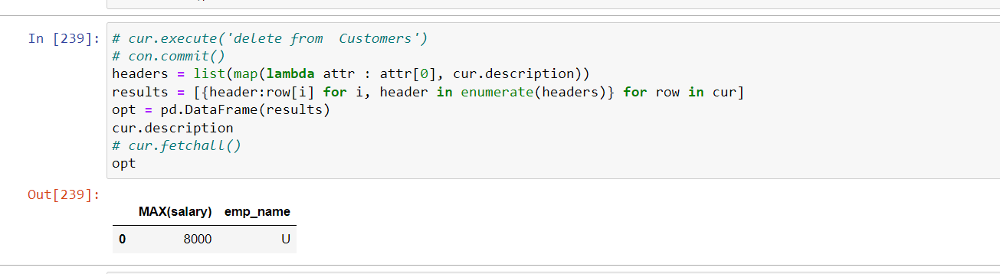 In [239]: # cur.execute('delete from  Customers')
# con.commit()
headers = list(map(lambda attr : attr[0], cur.description))
results = [{header:row[i] for i, header in enumerate(headers)} for row in cur]
opt = pd.DataFrame(results)
cur.description
# cur.fetchall()
opt
Out[239]:
MAX(salary) emp_name
0 8000 U